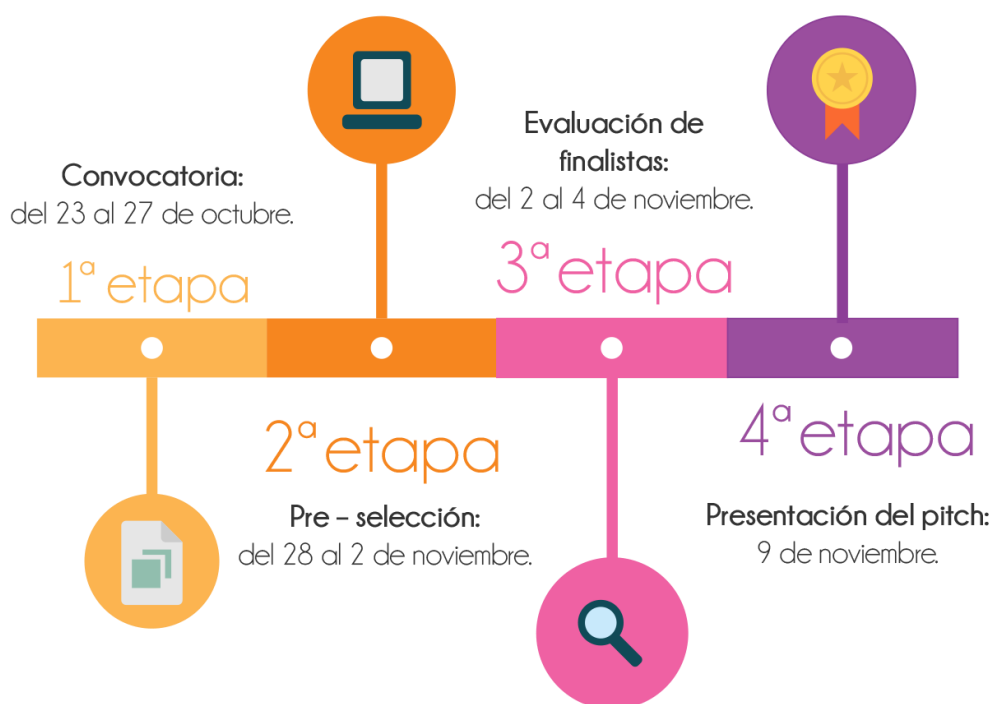 Convocatoria:
del 23 al 27 de octubre.
1ª etapa
2ª etapa
Pre – selección:
del 28 al 2 de noviembre.
Evaluación de
finalistas:
del 2 al 4 de noviembre.
3ª etapa
4ª etapa
Presentación del pitch:
9 de noviembre.